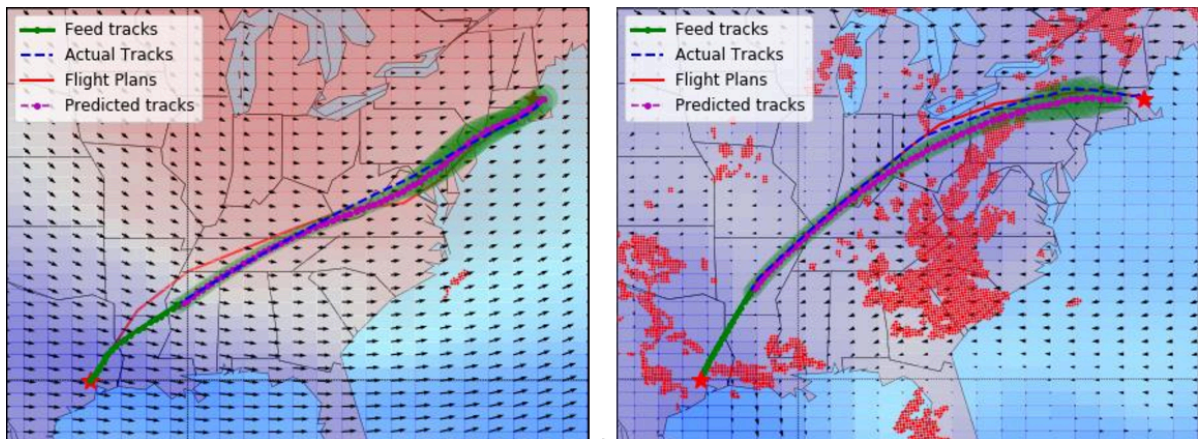 Feed tracks
Actual Tracks
Flight Plans
Predicted tracks
Feed tracks
Actual Tracks
Flight Plans
Predicted tracks